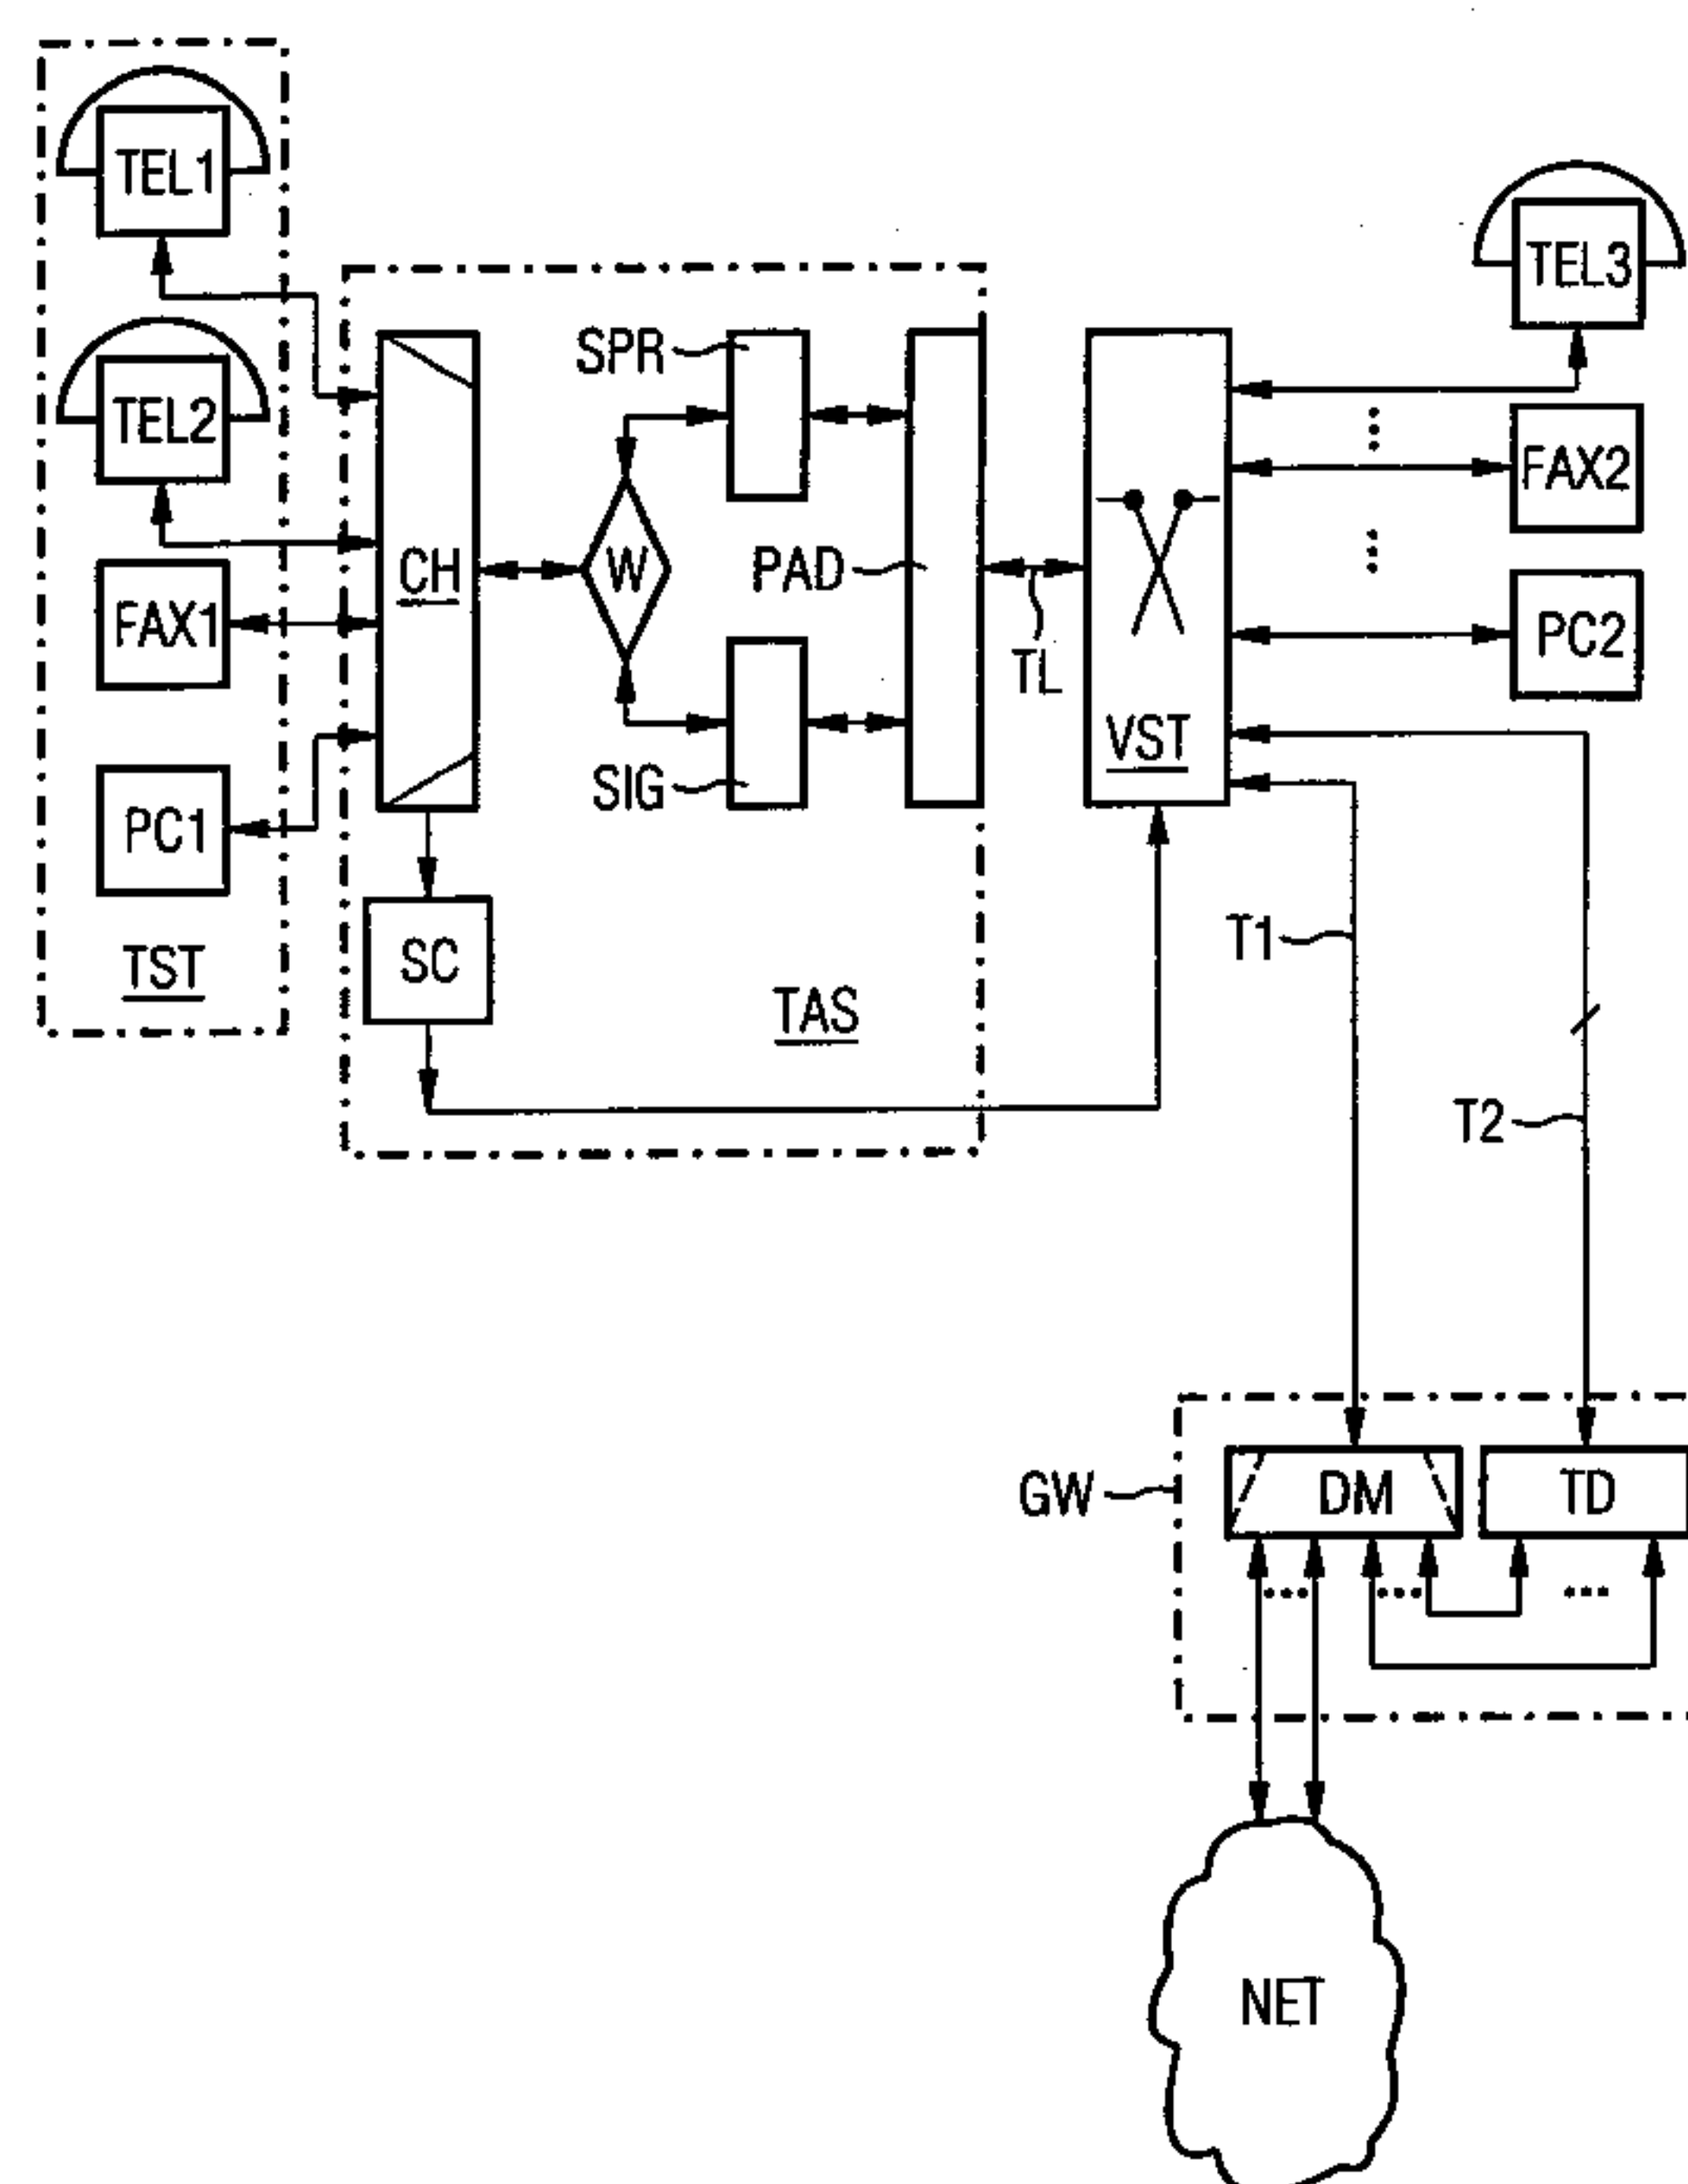 TEL1
TEL2
FAX1
PC1
TST
CH
SC
W
SPR
PAD
SIG
TAS
TL
VST
TEL3
FAX2
PC2
T1
T2
GW
DM
TD
NET